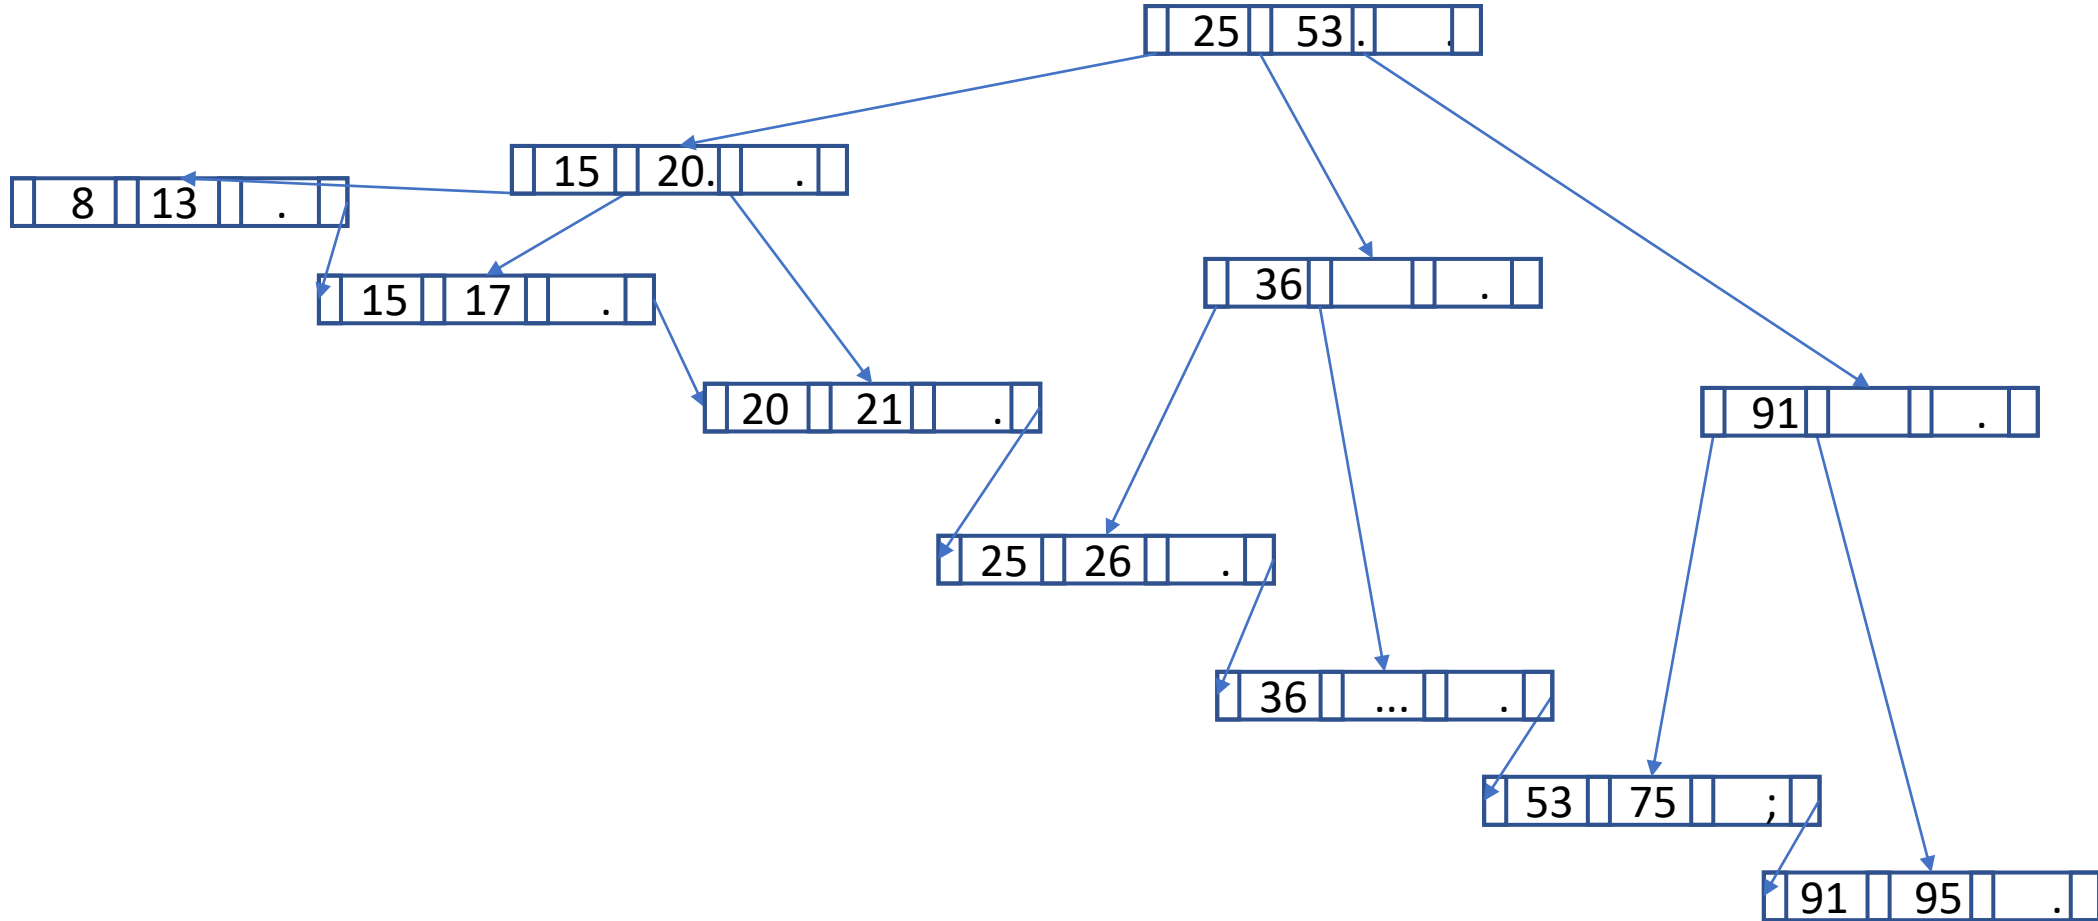 25 53 . .
15 20. .
8 13 .
15 17 .
36 .
20 21 .
91 .
25 26 .
36 ... .
53 75 ;
91 95 .